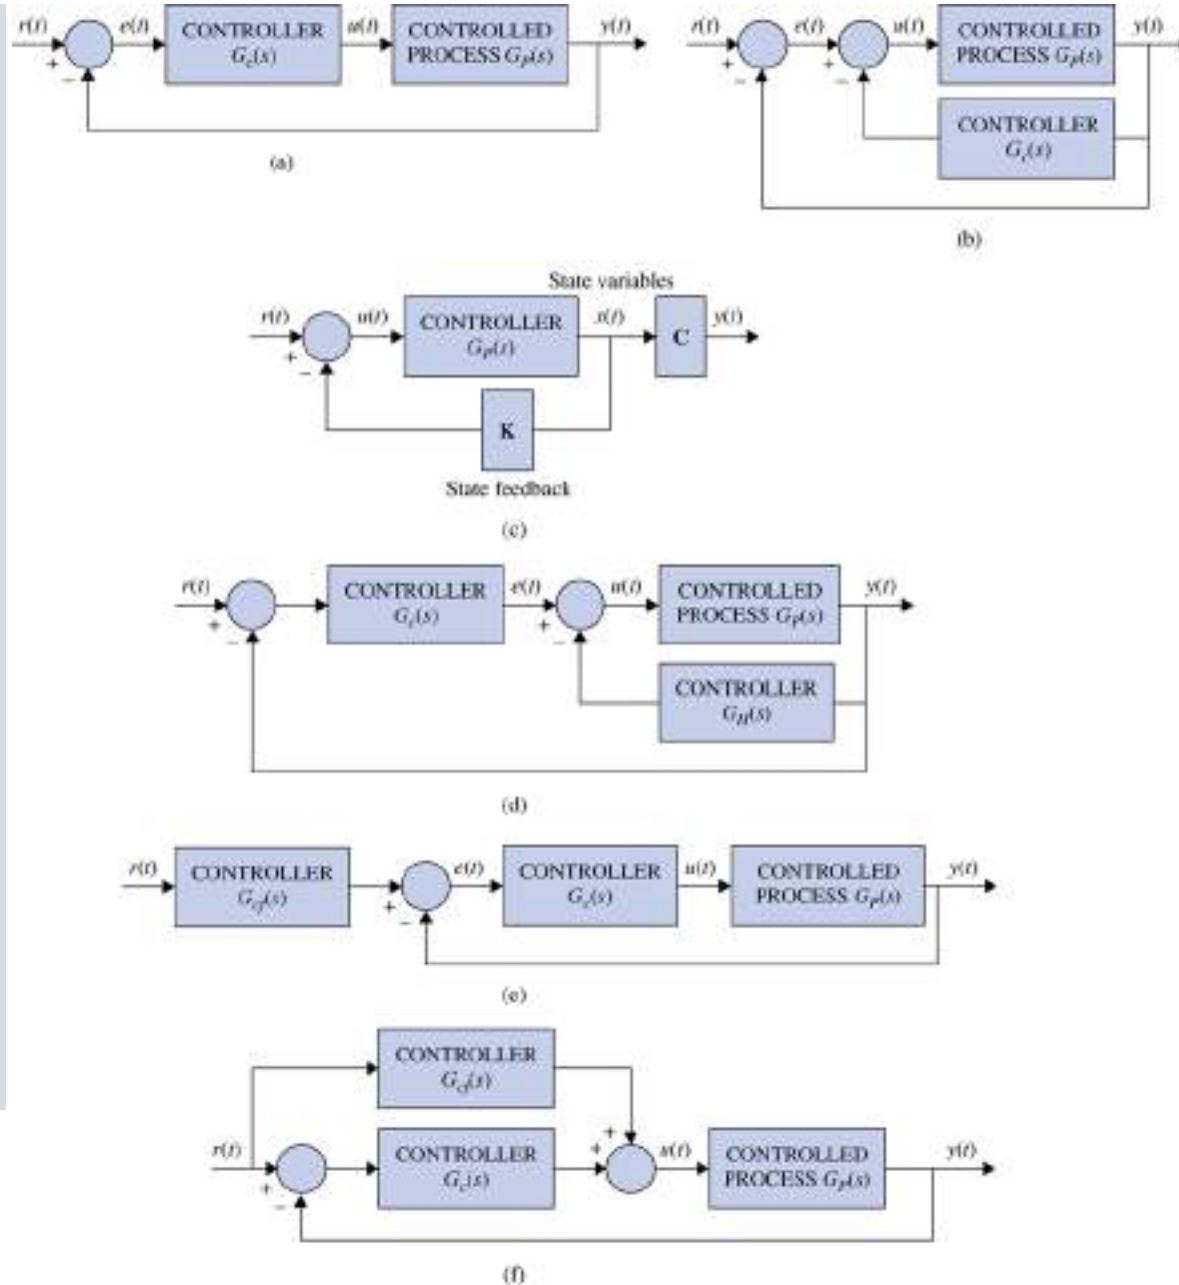 r(t)
+
−
e(t)
CONTROLLER
Gc(s)
u(t)
CONTROLLED
PROCESS GP(s)
y(t)
(a)
r(t)
+
−
e(t)
+
−
u(t)
CONTROLLED
PROCESS GP(s)
y(t)
CONTROLLER
Gc(s)
(b)
State variables
r(t)
+
−
u(t)
CONTROLLER
GP(s)
x(t)
C
y(t)
K
State feedback
(c)
r(t)
+
−
CONTROLLER
Gc(s)
e(t)
+
−
u(t)
CONTROLLED
PROCESS GP(s)
y(t)
CONTROLLER
GH(s)
(d)
r(t)
CONTROLLER
Gcf(s)
+
−
e(t)
CONTROLLER
Gc(s)
u(t)
CONTROLLED
PROCESS GP(s)
y(t)
(e)
CONTROLLER
Gcf(s)
r(t)
+
−
CONTROLLER
Gc(s)
+
+
u(t)
CONTROLLED
PROCESS GP(s)
y(t)
(f)